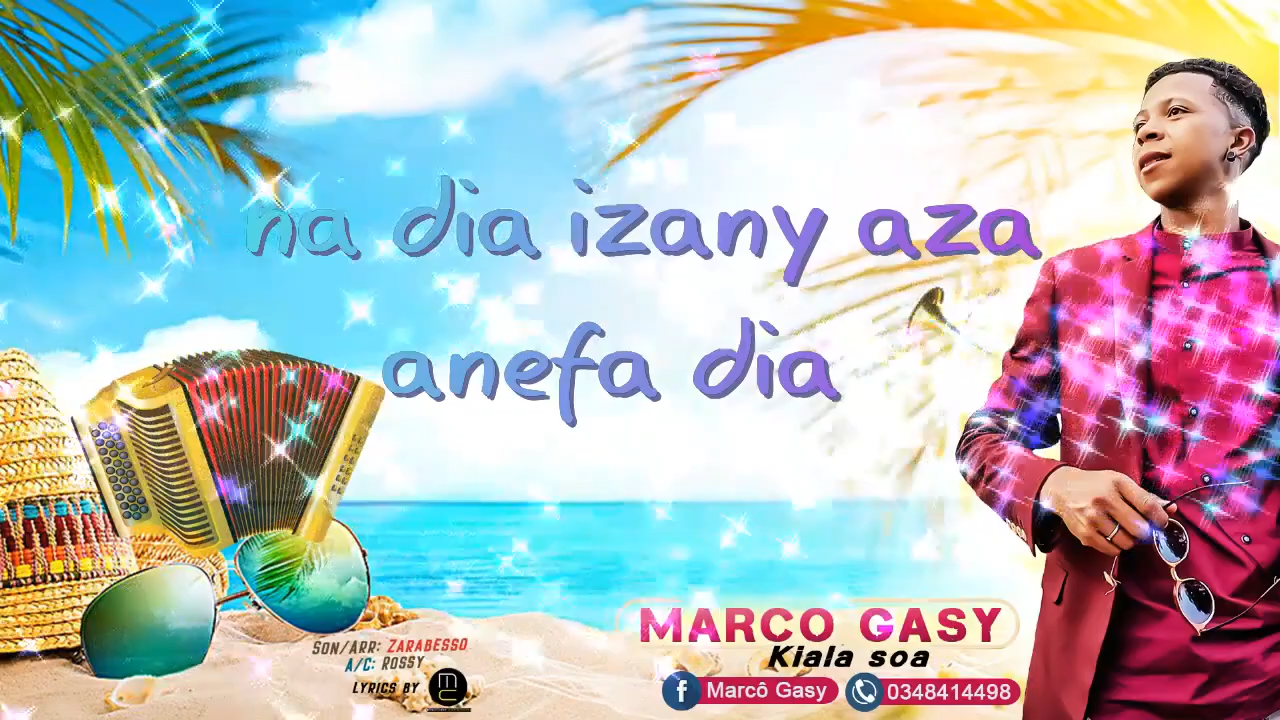 na dia izany aza
anefa dia
SON/ARR: ZARABESSO
A/C: ROSSY
LYRICS BY
MARCO GASY
Kiala soa
Marcô Gasy
0348414498